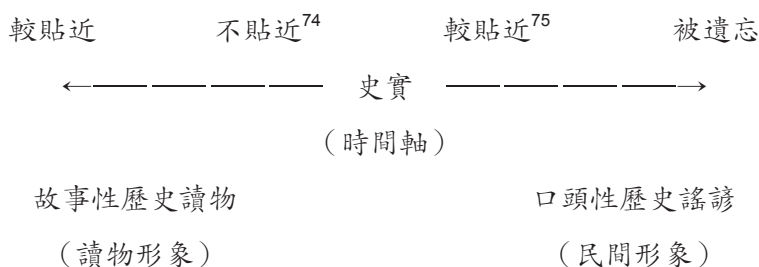 較貼近 不貼近74 較貼近75 被遺忘
←—— —— —— —— 史實 —— —— —— ——→
(時間軸)
故事性歷史讀物 口頭性歷史謠諺
(讀物形象) (民間形象)